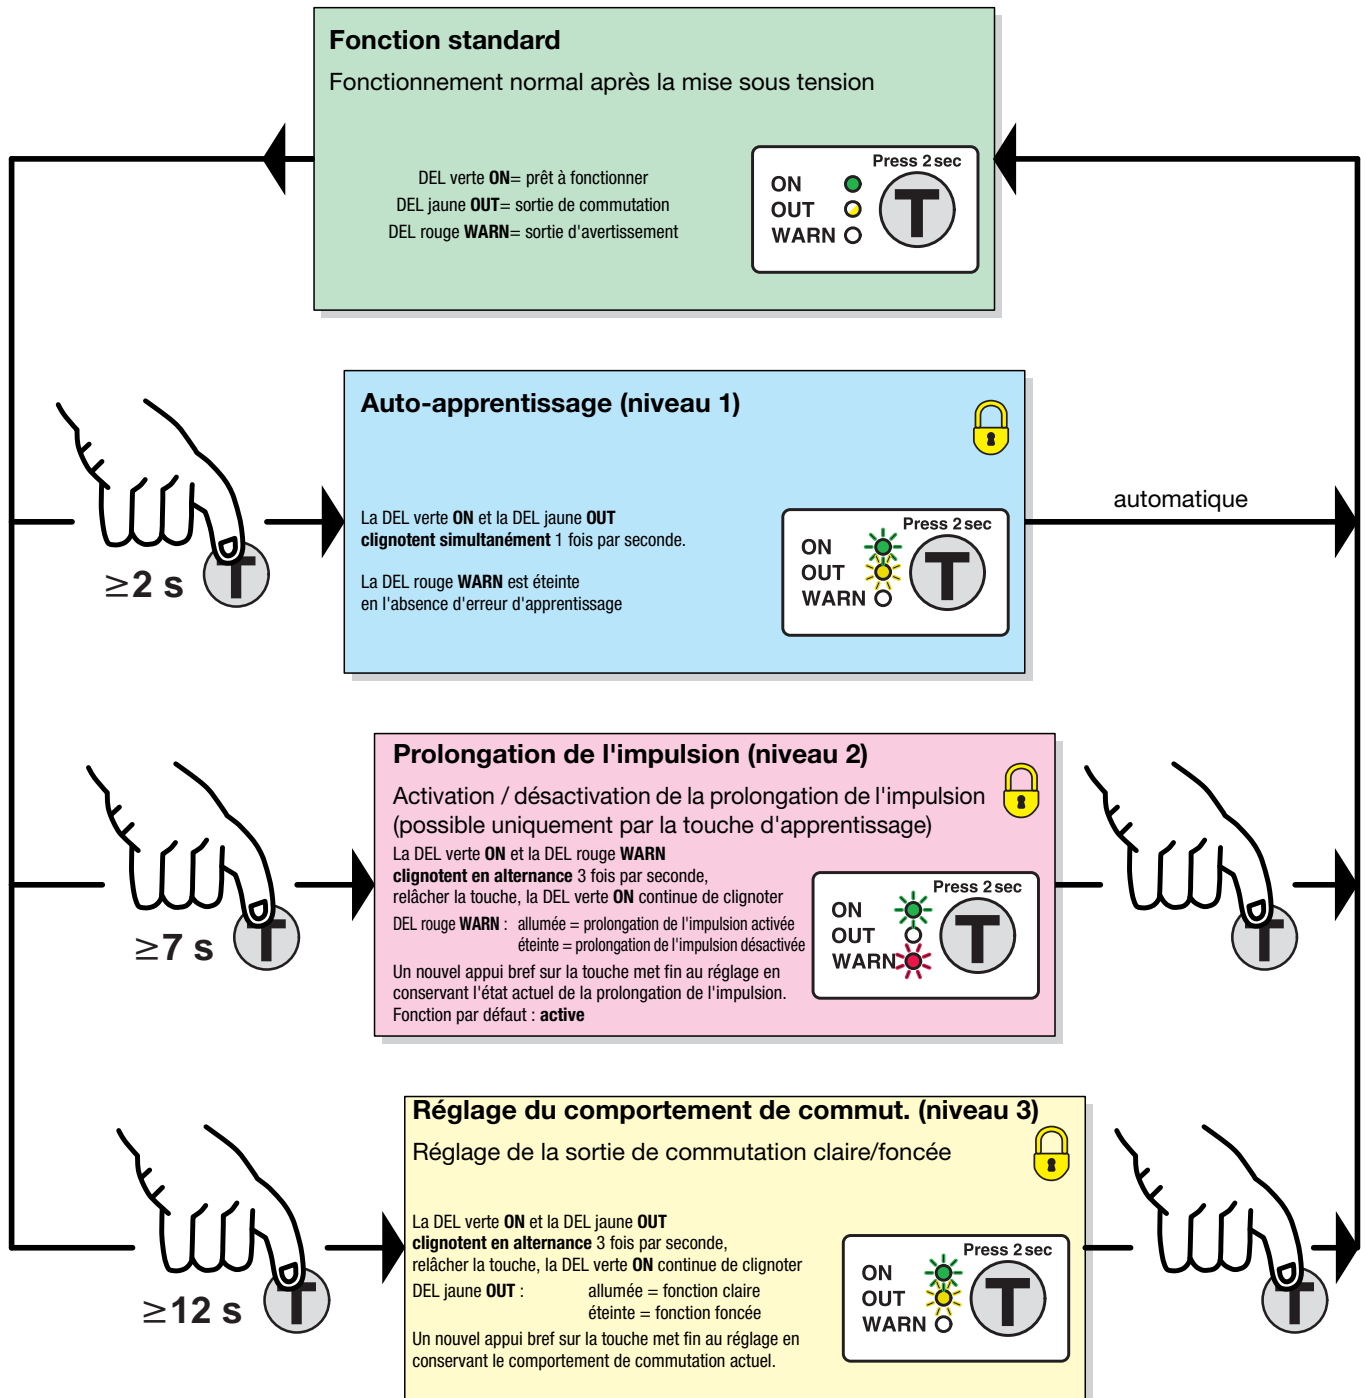 Fonction standard
Fonctionnement normal après la mise sous tension
DEL verte ON= prêt à fonctionner
DEL jaune OUT= sortie de commutation
DEL rouge WARN= sortie d'avertissement
Press 2 sec
ON
OUT
WARN
T
Auto-apprentissage (niveau 1)
La DEL verte ON et la DEL jaune OUT
clignotent simultanément 1 fois par seconde.
La DEL rouge WARN est éteinte
en l'absence d'erreur d'apprentissage
Press 2 sec
ON
OUT
WARN
T
automatique
≥2 s
T
Prolongation de l'impulsion (niveau 2)
Activation / désactivation de la prolongation de l'impulsion
(possible uniquement par la touche d'apprentissage)
La DEL verte ON et la DEL rouge WARN
clignotent en alternance 3 fois par seconde,
relâcher la touche, la DEL verte ON continue de clignoter
DEL rouge WARN : allumée = prolongation de l'impulsion activée
éteinte = prolongation de l'impulsion désactivée
Un nouvel appui bref sur la touche met fin au réglage en
conservant l'état actuel de la prolongation de l'impulsion.
Fonction par défaut : active
Press 2 sec
ON
OUT
WARN
T
≥7 s
T
T
Réglage du comportement de commut. (niveau 3)
Réglage de la sortie de commutation claire/foncée
La DEL verte ON et la DEL jaune OUT
clignotent en alternance 3 fois par seconde,
relâcher la touche, la DEL verte ON continue de clignoter
DEL jaune OUT : allumée = fonction claire
éteinte = fonction foncée
Un nouvel appui bref sur la touche met fin au réglage en
conservant le comportement de commutation actuel.
Press 2 sec
ON
OUT
WARN
T
≥12 s
T
T